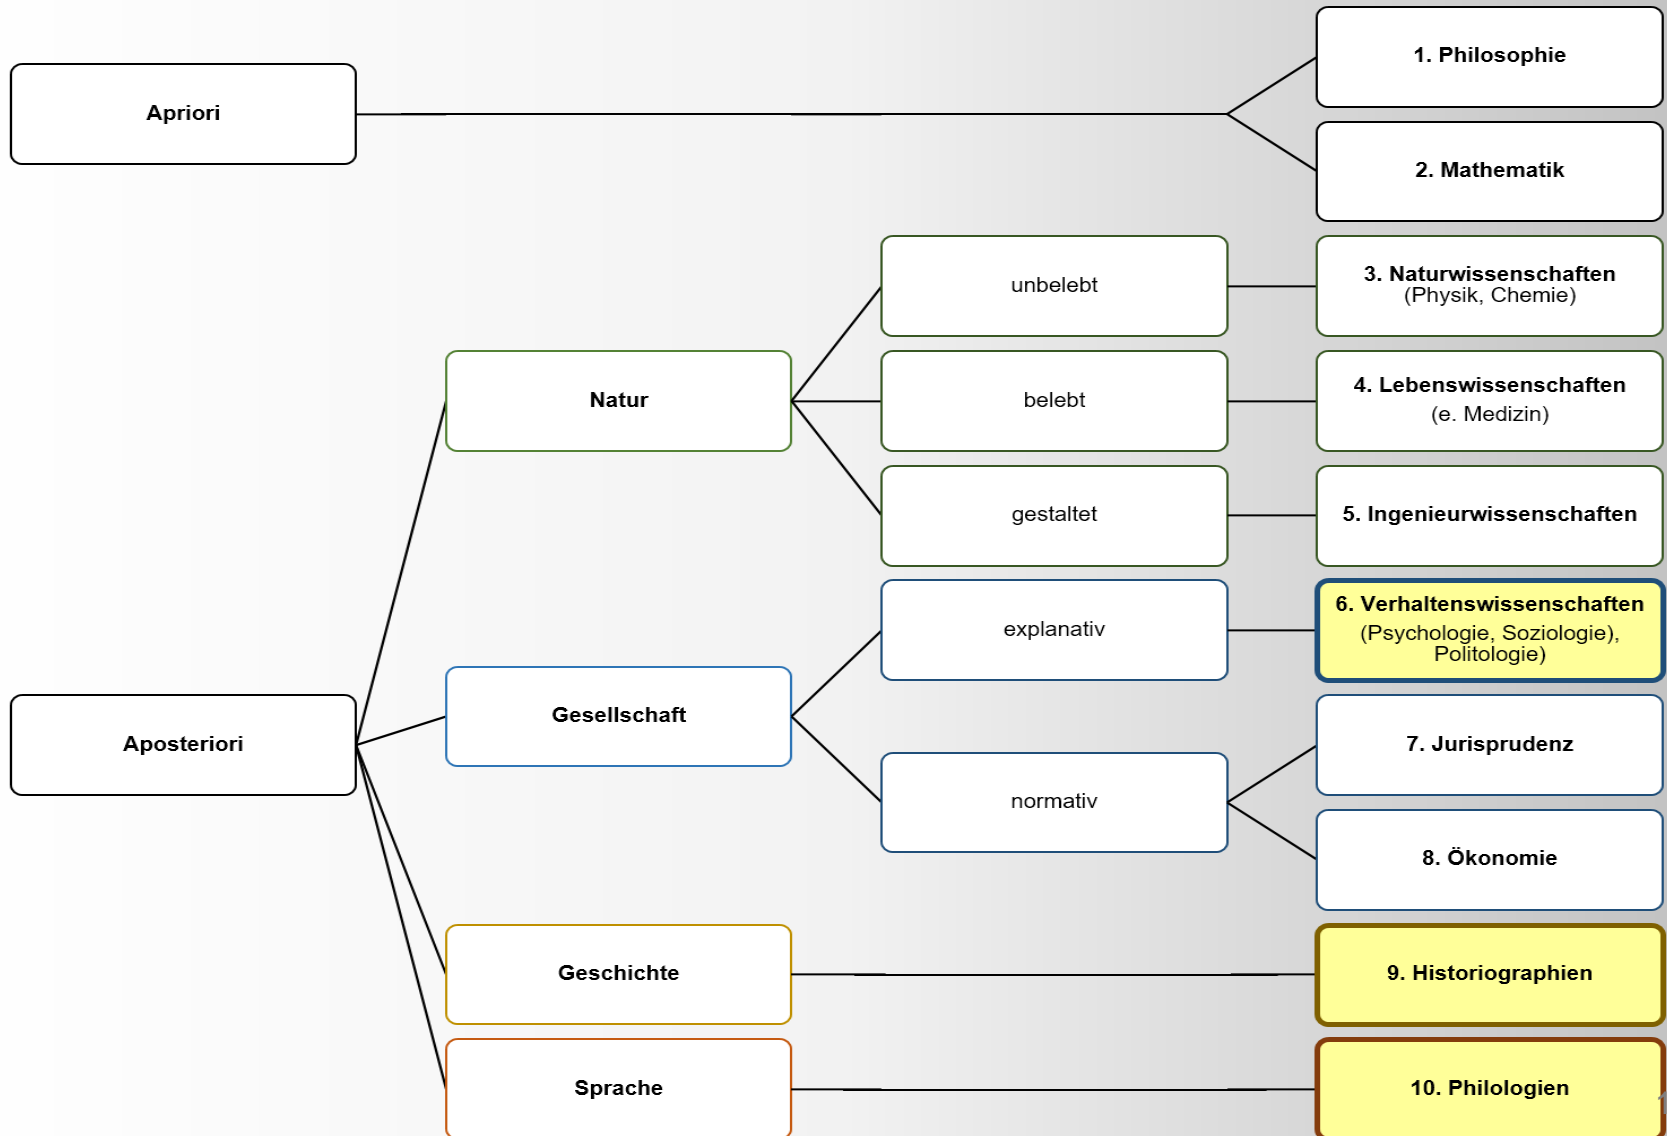 1. Philosophie
Apriori
2. Mathematik
unbelebt
3. Naturwissenschaften
(Physik, Chemie)
Natur
belebt
4. Lebenswissenschaften
(e. Medizin)
gestaltet
5. Ingenieurwissenschaften
explanativ
6. Verhaltenswissenschaften
(Psychologie, Soziologie),
Politologie)
Gesellschaft
Aposteriori
7. Jurisprudenz
normativ
8. Ökonomie
Geschichte
9. Historiographien
Sprache
10. Philologien